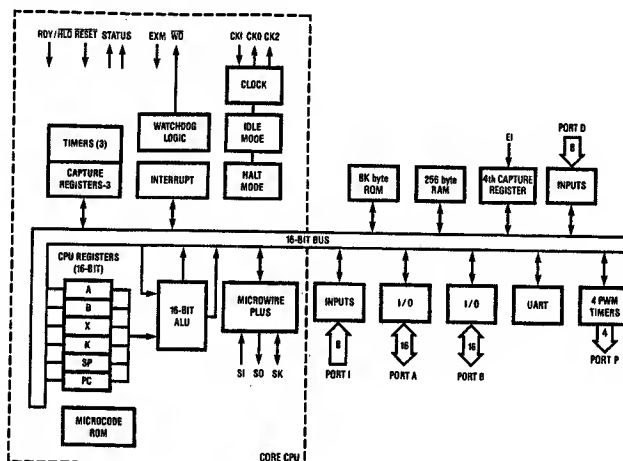 RDY/HLD RESET STATUS EXM WO CKI CKO CK2
CLOCK
TIMERS (3)
CAPTURE
REGISTERS-3
WATCHDOG
LOGIC
INTERRUPT
IDLE
MODE
HALT
MODE
8K byte
ROM
256 byte
RAM
EI
4th CAPTURE
REGISTER
PORT D
8
INPUTS
16-BIT BUS
CPU REGISTERS
(16-BIT)
A
B
X
K
SP
PC
16-BIT
ALU
MICROWIRE
PLUS
SI SO SK
INPUTS
8
PORT I
I/O
16
PORT A
I/O
16
PORT B
UART
4 PWM
TIMERS
4
PORT P
MICROCODE
ROM
CORE CPU